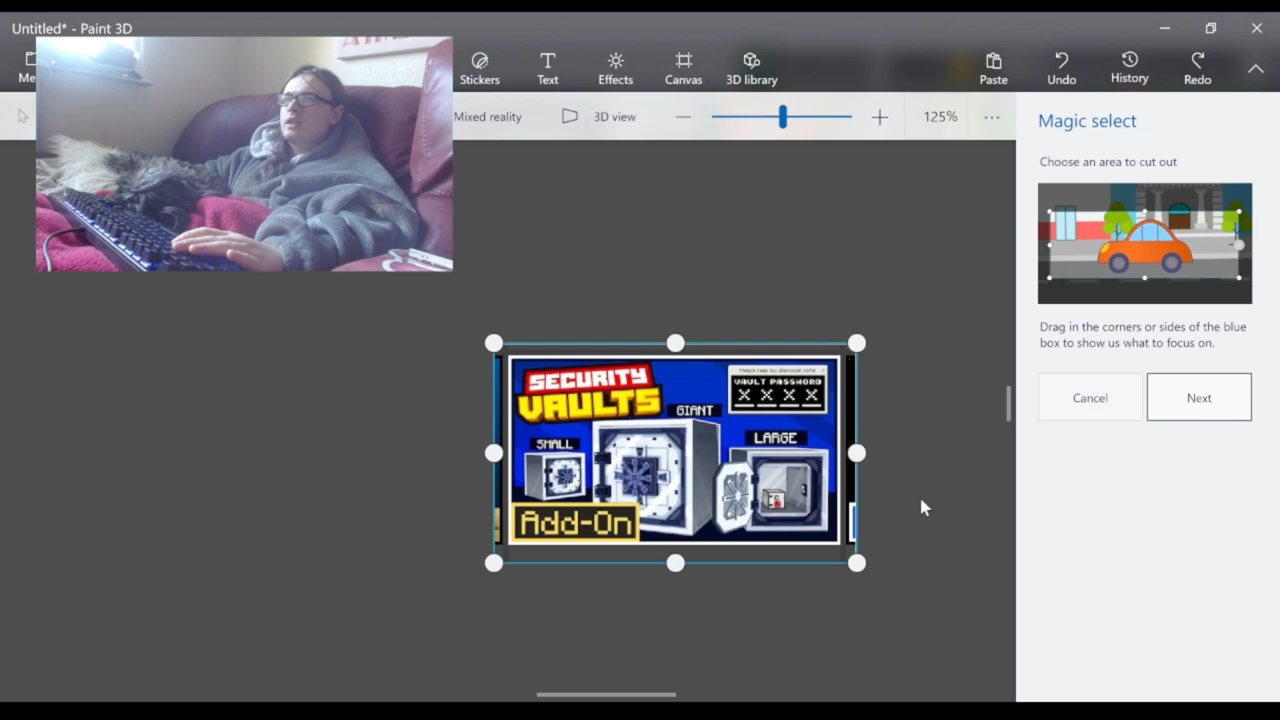 Untitled* - Paint 3D
Me
Stickers
Text
Effects
Canvas
3D library
Paste
Undo
History
Redo
Mixed reality
3D view
125%
Magic select
Choose an area to cut out
Drag in the corners or sides of the blue
box to show us what to focus on.
Cancel
Next
SECURITY
VAULTS
VAULT PASSWORD
X X X X
GIANT
SMALL
LARGE
Add-On